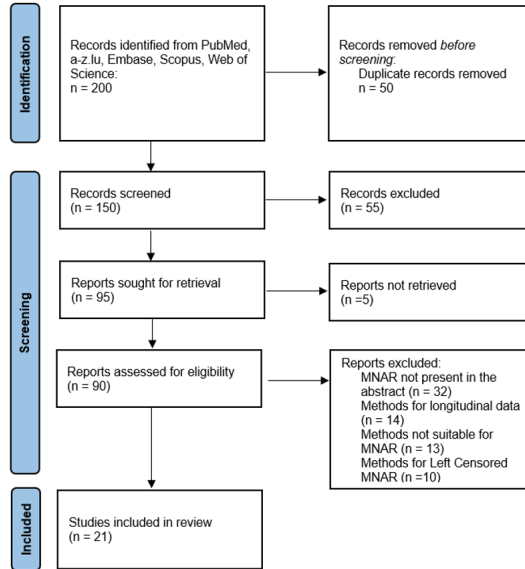 Identification
Records identified from PubMed,
a-z.lu, Embase, Scopus, Web of
Science:
n = 200
Records removed before
screening:
Duplicate records removed
n = 50
Screening
Records screened
(n = 150)
Records excluded
(n = 55)
Reports sought for retrieval
(n = 95)
Reports not retrieved
(n =5)
Reports assessed for eligibility
(n = 90)
Reports excluded:
MNAR not present in the
abstract (n = 32)
Methods for longitudinal data
(n = 14)
Methods not suitable for
MNAR (n = 13)
Methods for Left Censored
MNAR (n =10)
Included
Studies included in review
(n = 21)